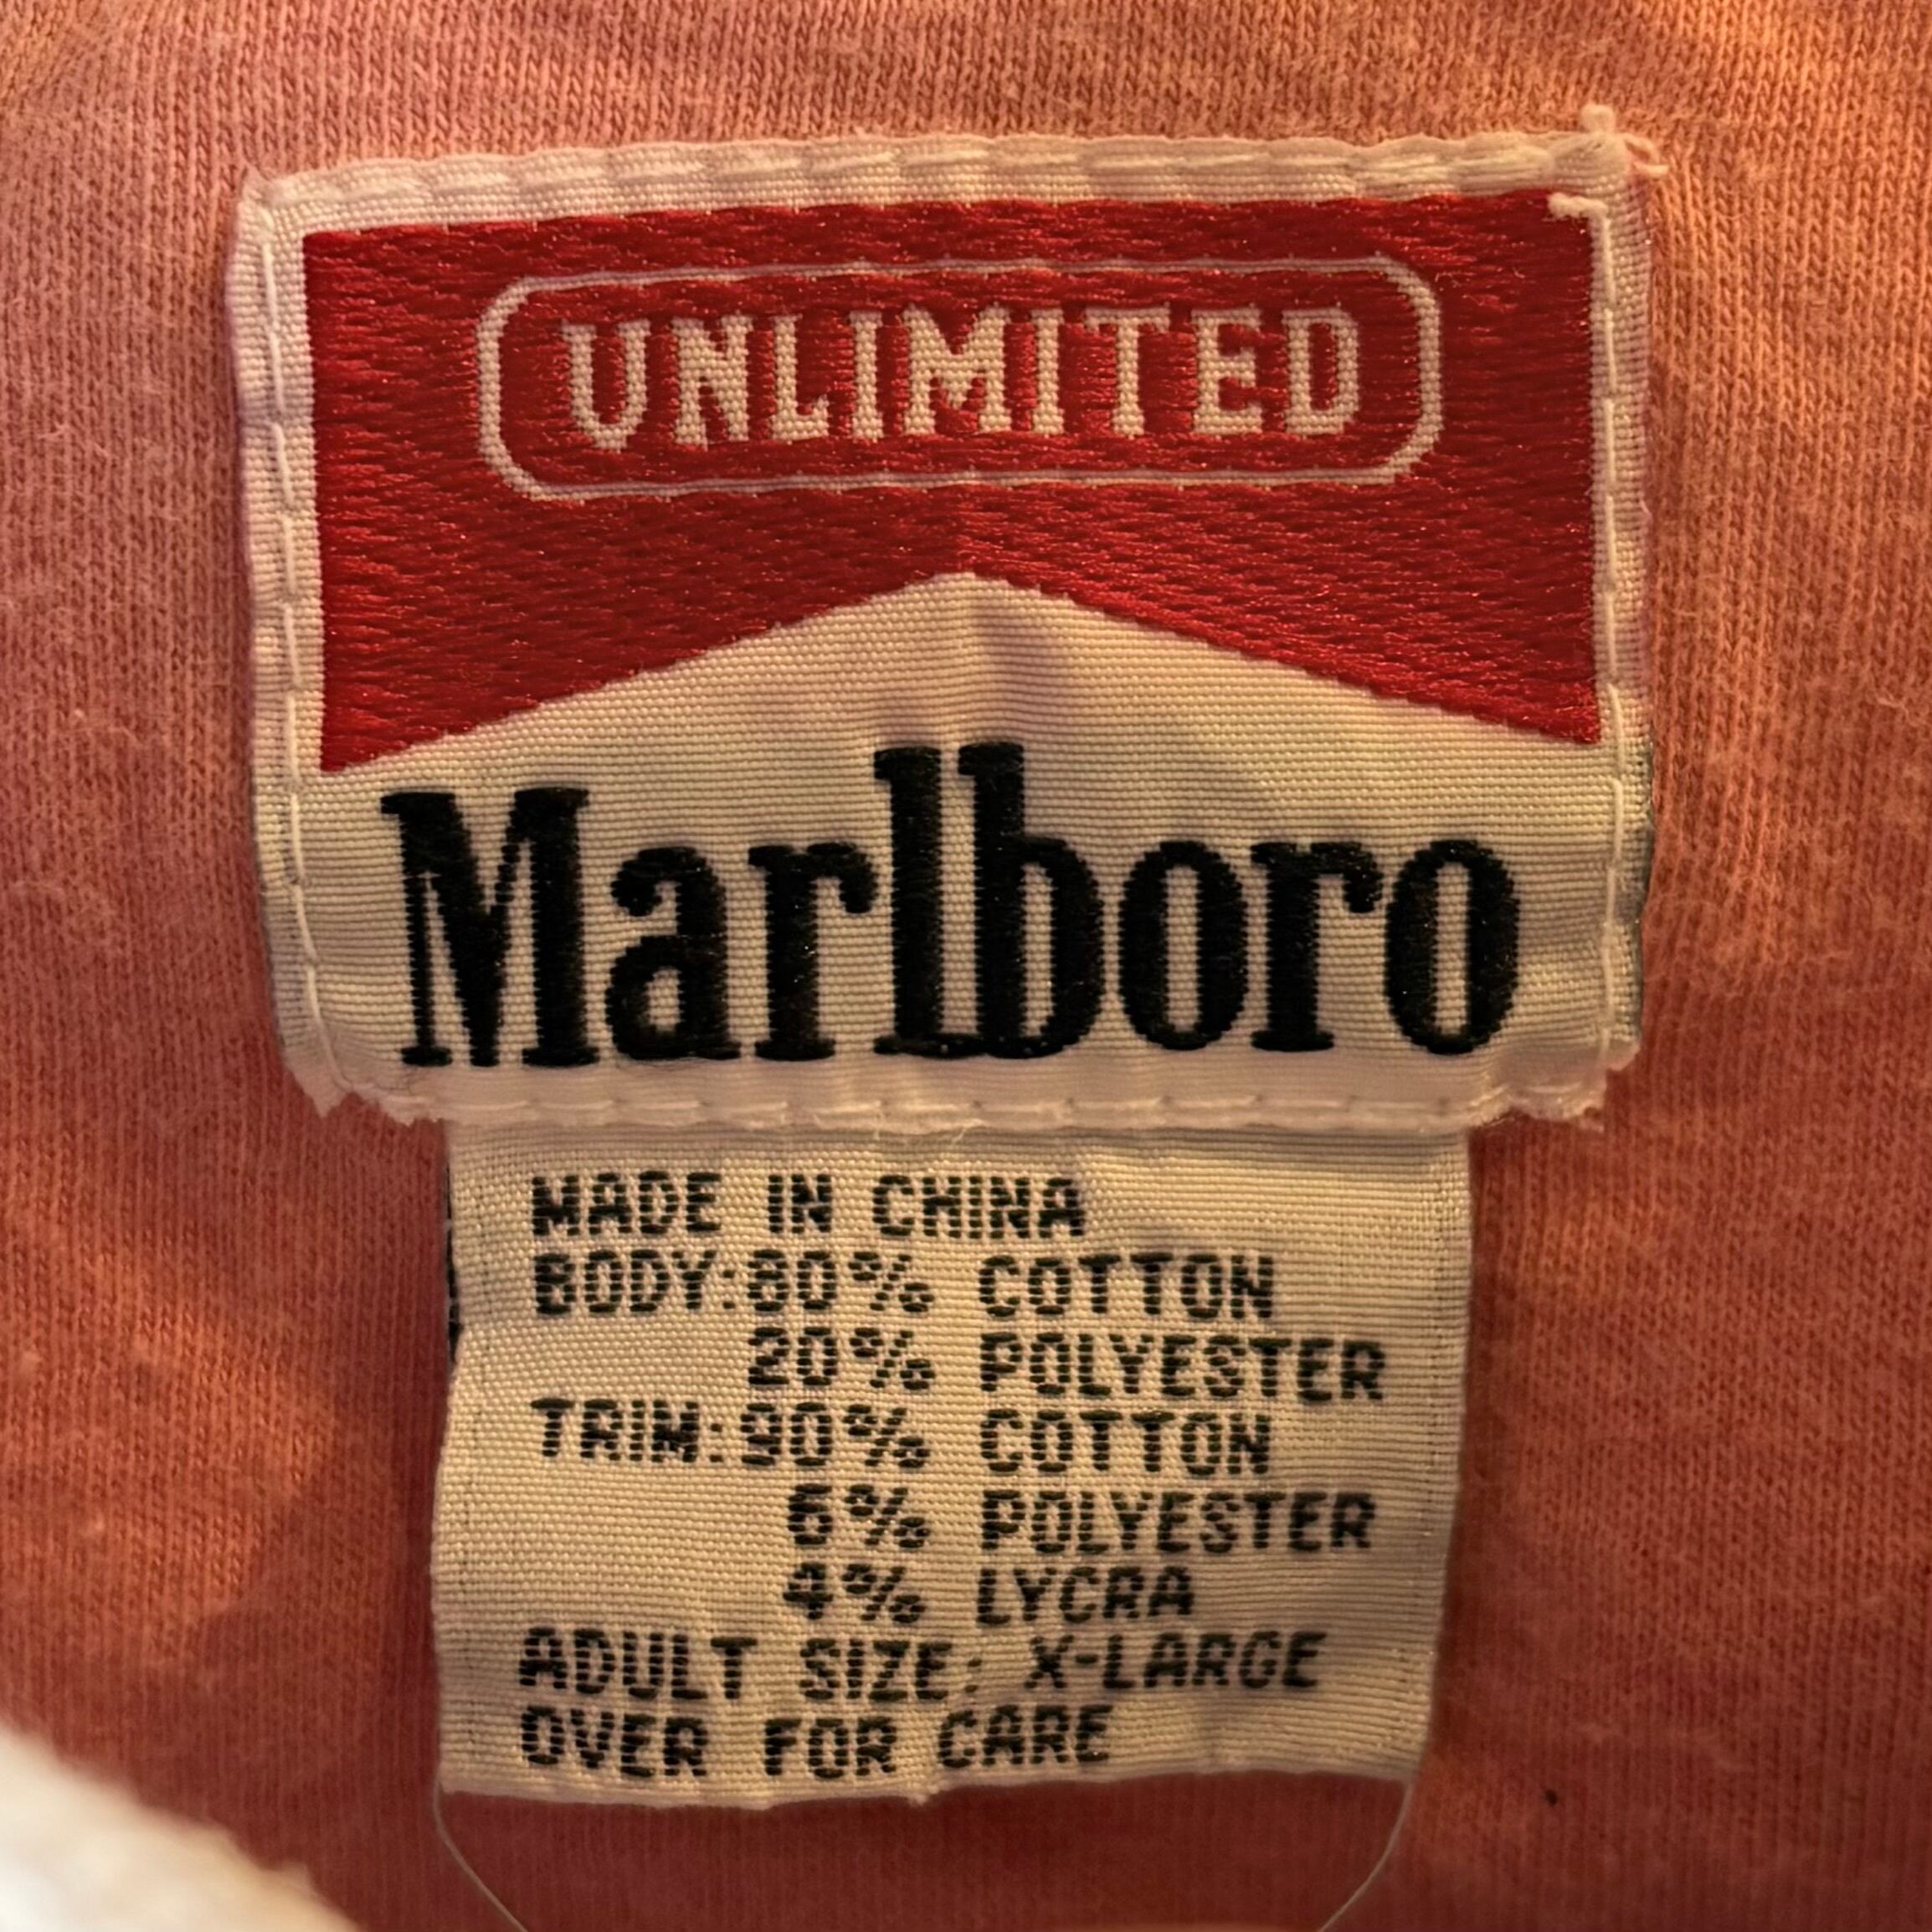 UNLIMITED
Marlboro
MADE IN CHINA
BODY:80% COTTON
20% POLYESTER
TRIM:90% COTTON
6% POLYESTER
4% LYCRA
ADULT SIZE: X-LARGE
OVER FOR CARE